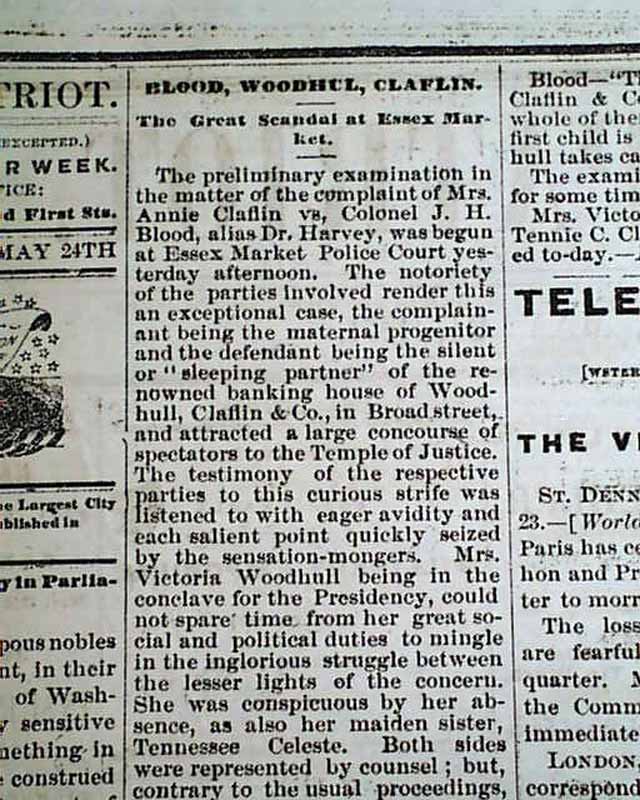 TRIOT.
EXCEPTED.)
R WEEK.
ICE:
d First Sts.
MAY 24TH
he Largest City
ublished in
y in Parlia-
pous nobles
nt, in their
of Wash-
y sensitive
mething in
e construed
BLOOD, WOODHUL, CLAFLIN.
The Great Scandal at Essex Mar-
ket.
The preliminary examination in
the matter of the complaint of Mrs.
Annie Claflin vs, Colonel J. H.
Blood, alias Dr. Harvey, was begun
at Essex Market Police Court yes-
terday afternoon. The notoriety
of the parties involved render this
an exceptional case, the complain-
ant being the maternal progenitor
and the defendant being the silent
or "sleeping partner" of the re-
nowned banking house of Wood-
hull, Claflin & Co., in Broad street,
and attracted a large concourse of
spectators to the Temple of Justice.
The testimony of the respective
parties to this curious strife was
listened to with eager avidity and
each salient point quickly seized
by the sensation-mongers. Mrs.
Victoria Woodhull being in the
conclave for the Presidency, could
not spare time from her great so-
cial and political duties to mingle
in the inglorious struggle between
the lesser lights of the concern.
She was conspicuous by her ab-
sence, as also her maiden sister,
Tennessee Celeste. Both sides
were represented by counsel; but,
contrary to the usual proceedings,
Blood—"T
Claflin & Co
whole of the
first child is
hull takes ca
The exami
for some tim
Mrs. Victo
Tennie C. Cl
ed to-day.—
TELE
[WSTER
THE V
ST. DENN
23.—[World
Paris has ce
hon and Pr
ter to morr
The loss
are fearful
quarter. M
the Comm
immediate
LONDON,
correspond